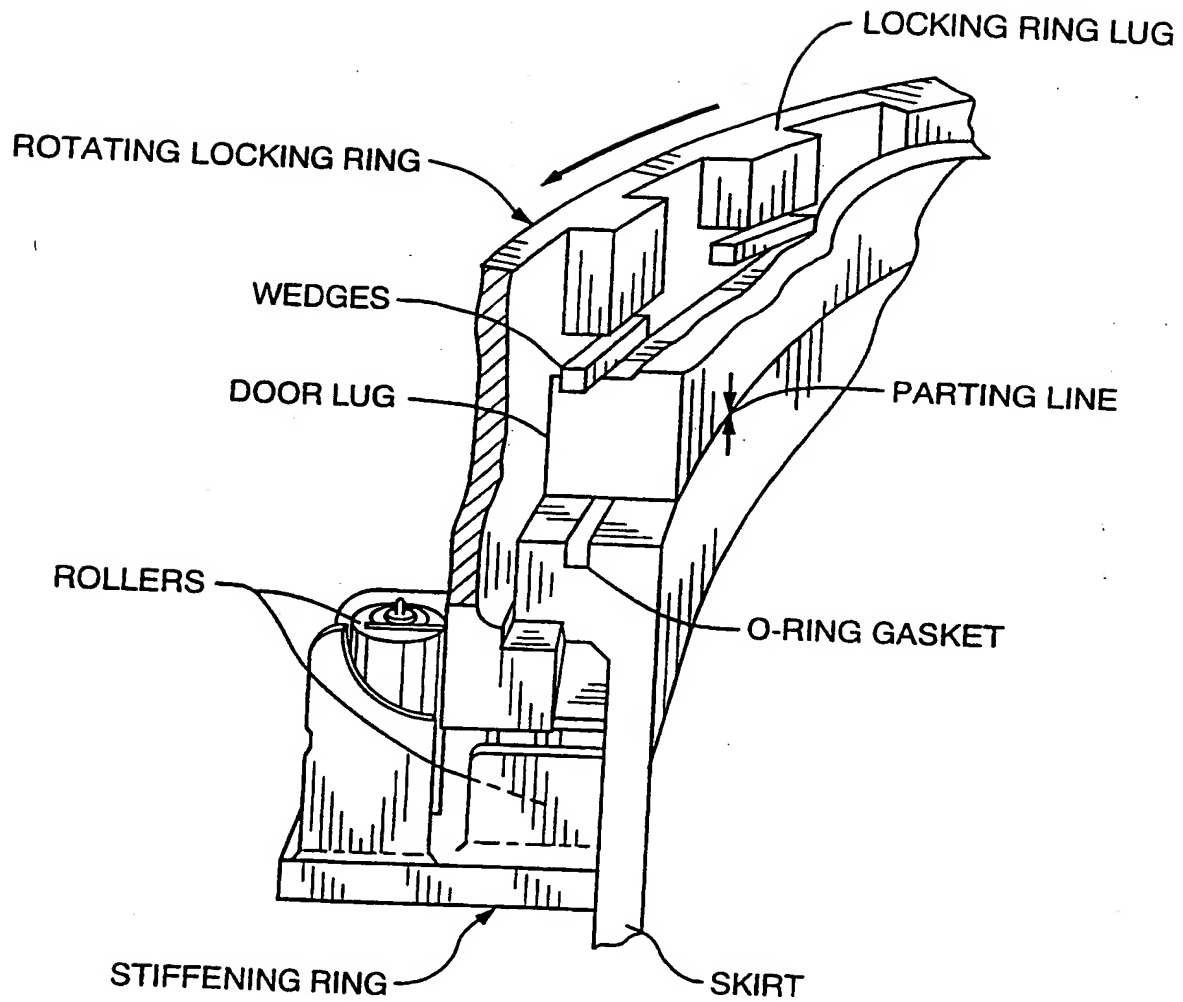 LOCKING RING LUG
ROTATING LOCKING RING
WEDGES
DOOR LUG
PARTING LINE
ROLLERS
O-RING GASKET
STIFFENING RING
SKIRT